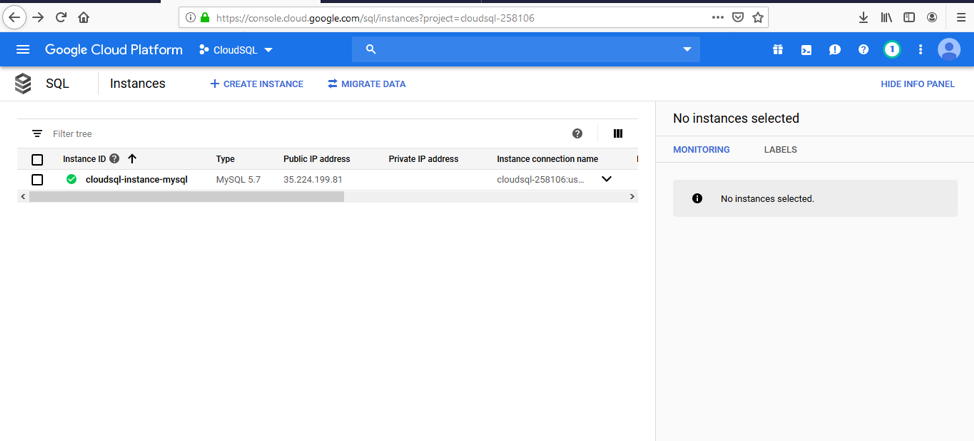 https://console.cloud.google.com/sql/instances?project=cloudsql-258106
Google Cloud Platform CloudSQL 1
SQL Instances CREATE INSTANCE MIGRATE DATA HIDE INFO PANEL
No instances selected
Filter tree
MONITORING LABELS
Instance ID Type Public IP address Private IP address Instance connection name
cloudsql-instance-mysql MySQL 5.7 35.224.199.81 cloudsql-258106:us...
No instances selected.